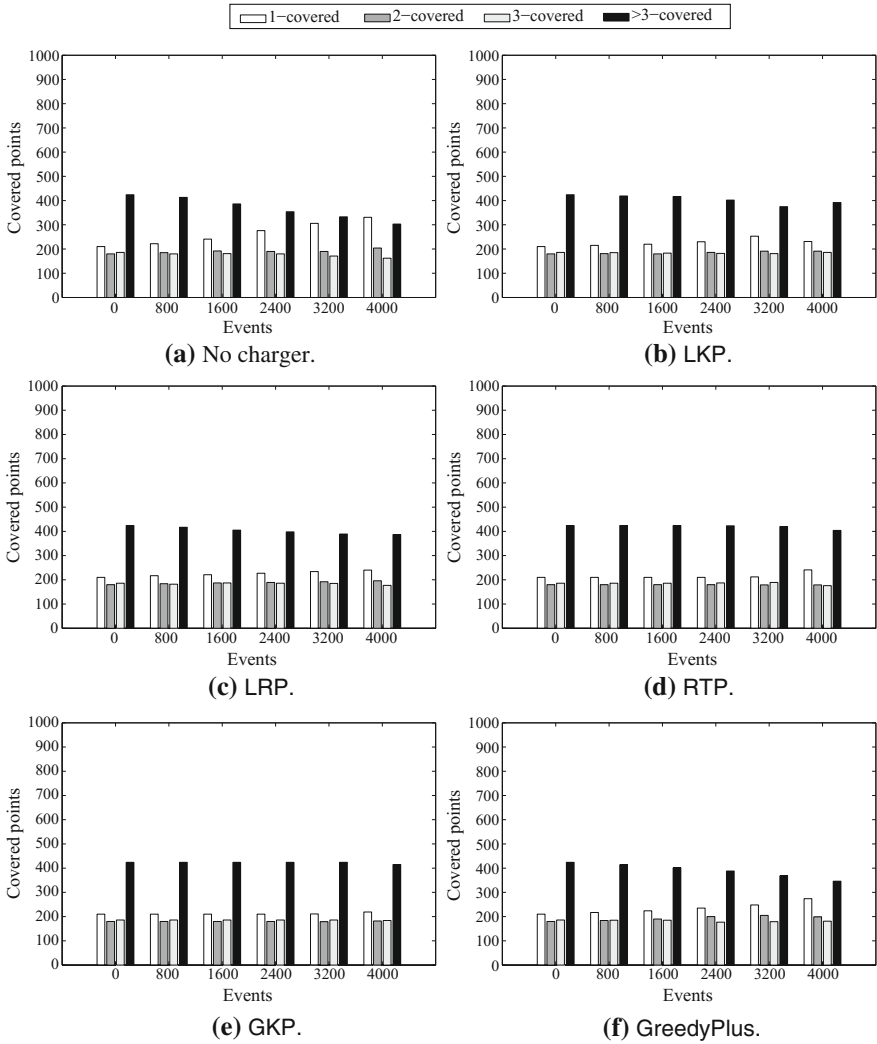 1−covered 2−covered 3−covered >3−covered
1000
900
800
700
600
500
400
300
200
100
0
Covered points
0 800 1600 2400 3200 4000
Events
(a) No charger.
1000
900
800
700
600
500
400
300
200
100
0
Covered points
0 800 1600 2400 3200 4000
Events
(b) LKP.
1000
900
800
700
600
500
400
300
200
100
0
Covered points
0 800 1600 2400 3200 4000
Events
(c) LRP.
1000
900
800
700
600
500
400
300
200
100
0
Covered points
0 800 1600 2400 3200 4000
Events
(d) RTP.
1000
900
800
700
600
500
400
300
200
100
0
Covered points
0 800 1600 2400 3200 4000
Events
(e) GKP.
1000
900
800
700
600
500
400
300
200
100
0
Covered points
0 800 1600 2400 3200 4000
Events
(f) GreedyPlus.